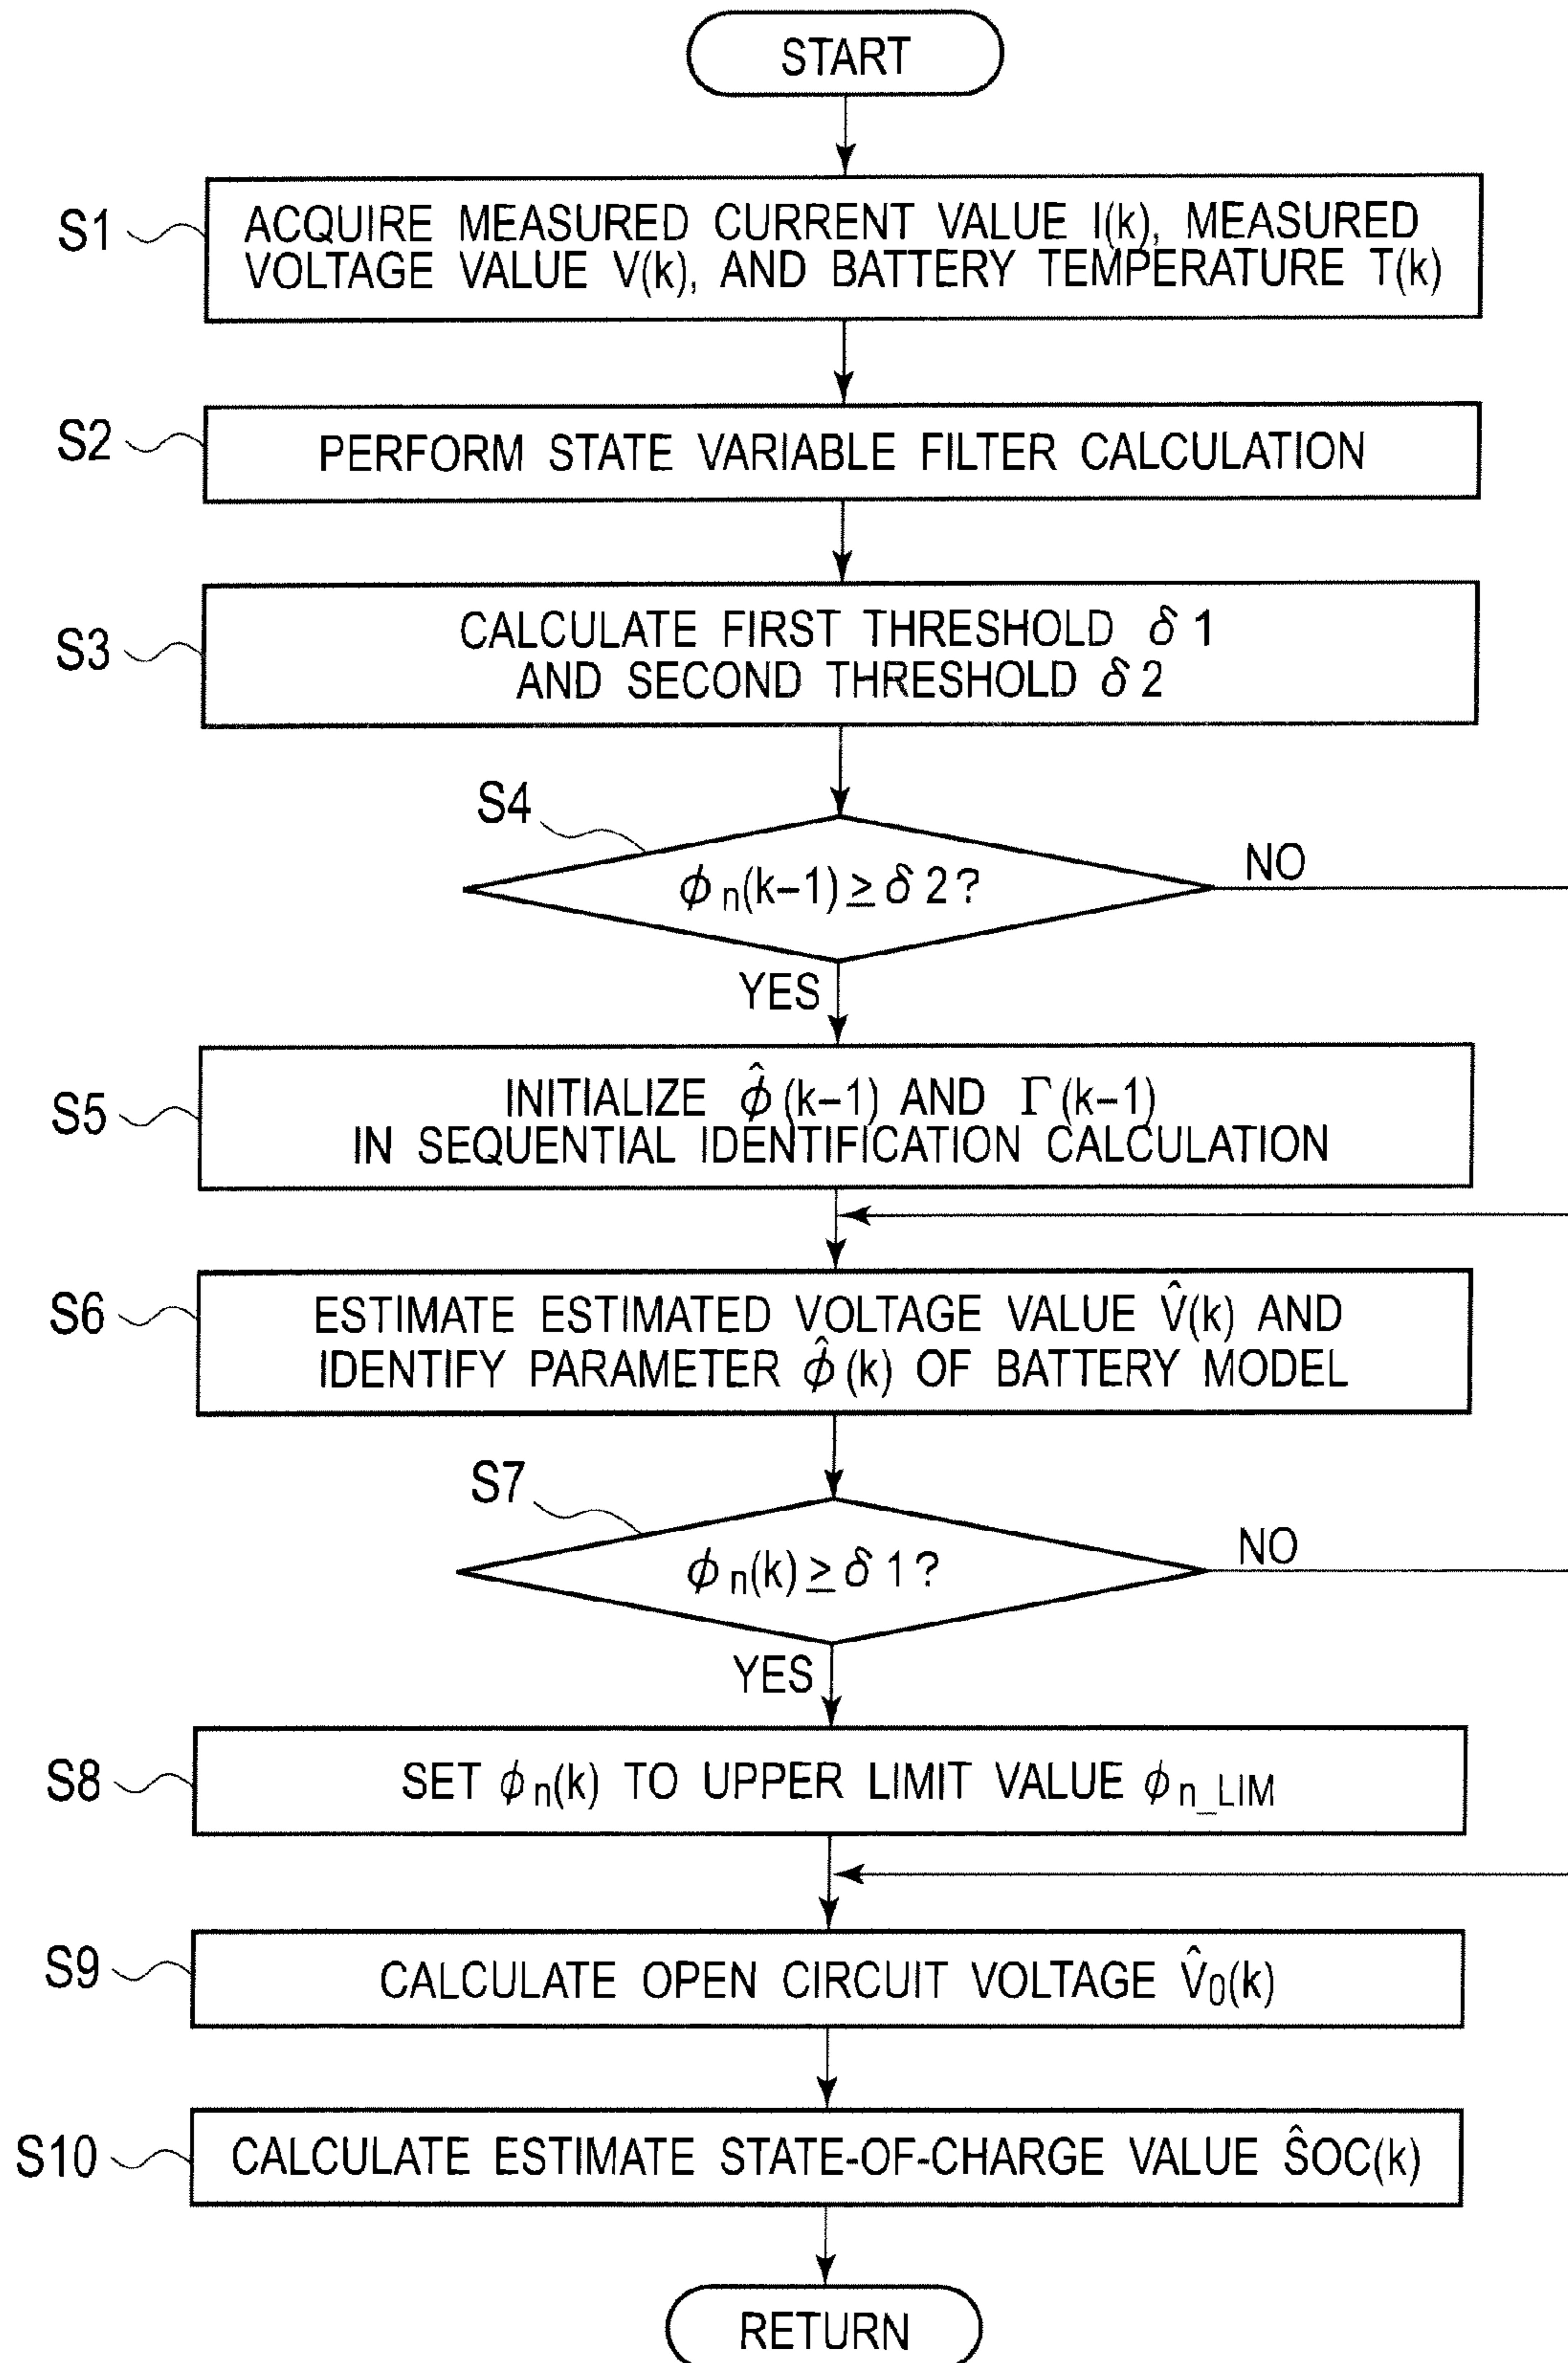 START
S1
ACQUIRE MEASURED CURRENT VALUE I(k), MEASURED
VOLTAGE VALUE V(k), AND BATTERY TEMPERATURE T(k)
S2
PERFORM STATE VARIABLE FILTER CALCULATION
S3
CALCULATE FIRST THRESHOLD δ1
AND SECOND THRESHOLD δ2
S4
ϕn(k−1) ≥ δ2?
NO
YES
S5
INITIALIZE ϕ̂(k−1) AND Γ(k−1)
IN SEQUENTIAL IDENTIFICATION CALCULATION
S6
ESTIMATE ESTIMATED VOLTAGE VALUE V̂(k) AND
IDENTIFY PARAMETER ϕ̂(k) OF BATTERY MODEL
S7
ϕn(k) ≥ δ1?
NO
YES
S8
SET ϕn(k) TO UPPER LIMIT VALUE ϕn_LIM
S9
CALCULATE OPEN CIRCUIT VOLTAGE V̂0(k)
S10
CALCULATE ESTIMATE STATE-OF-CHARGE VALUE ŜOC(k)
RETURN